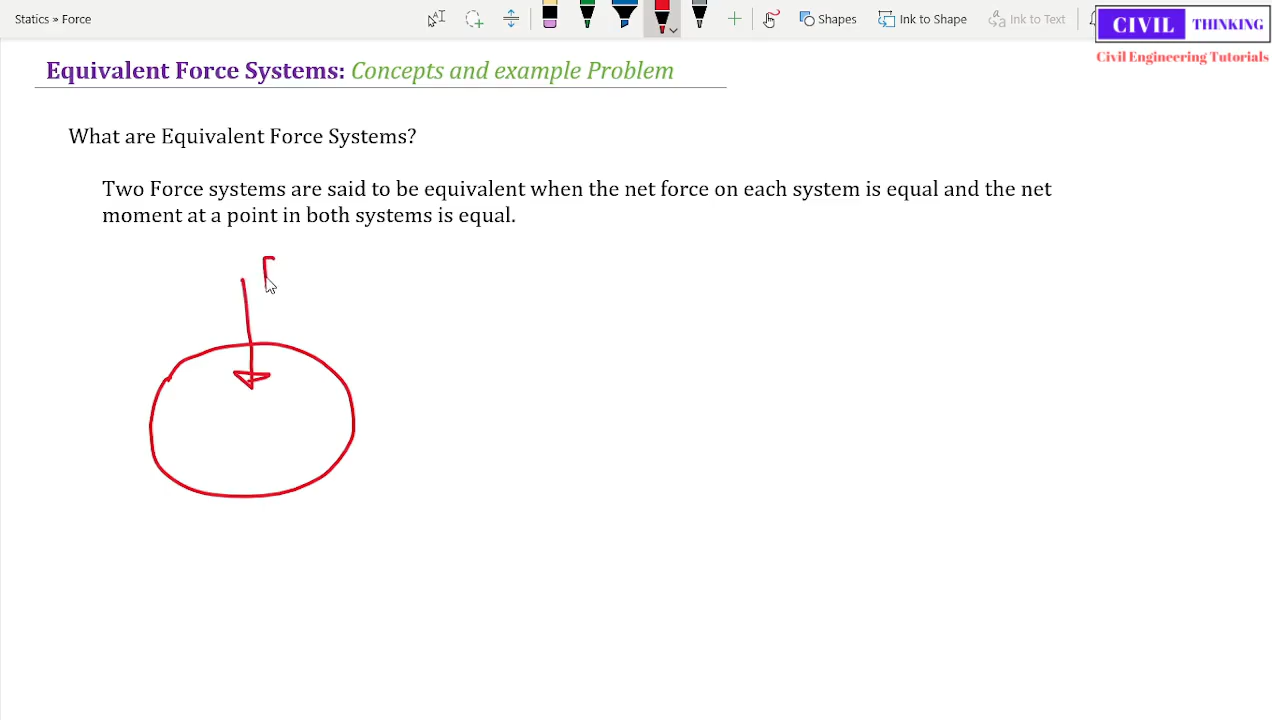 Statics » Force
Shapes
Ink to Shape
Ink to Text
CIVIL THINKING
Civil Engineering Tutorials
Equivalent Force Systems: Concepts and example Problem
What are Equivalent Force Systems?
Two Force systems are said to be equivalent when the net force on each system is equal and the net
moment at a point in both systems is equal.